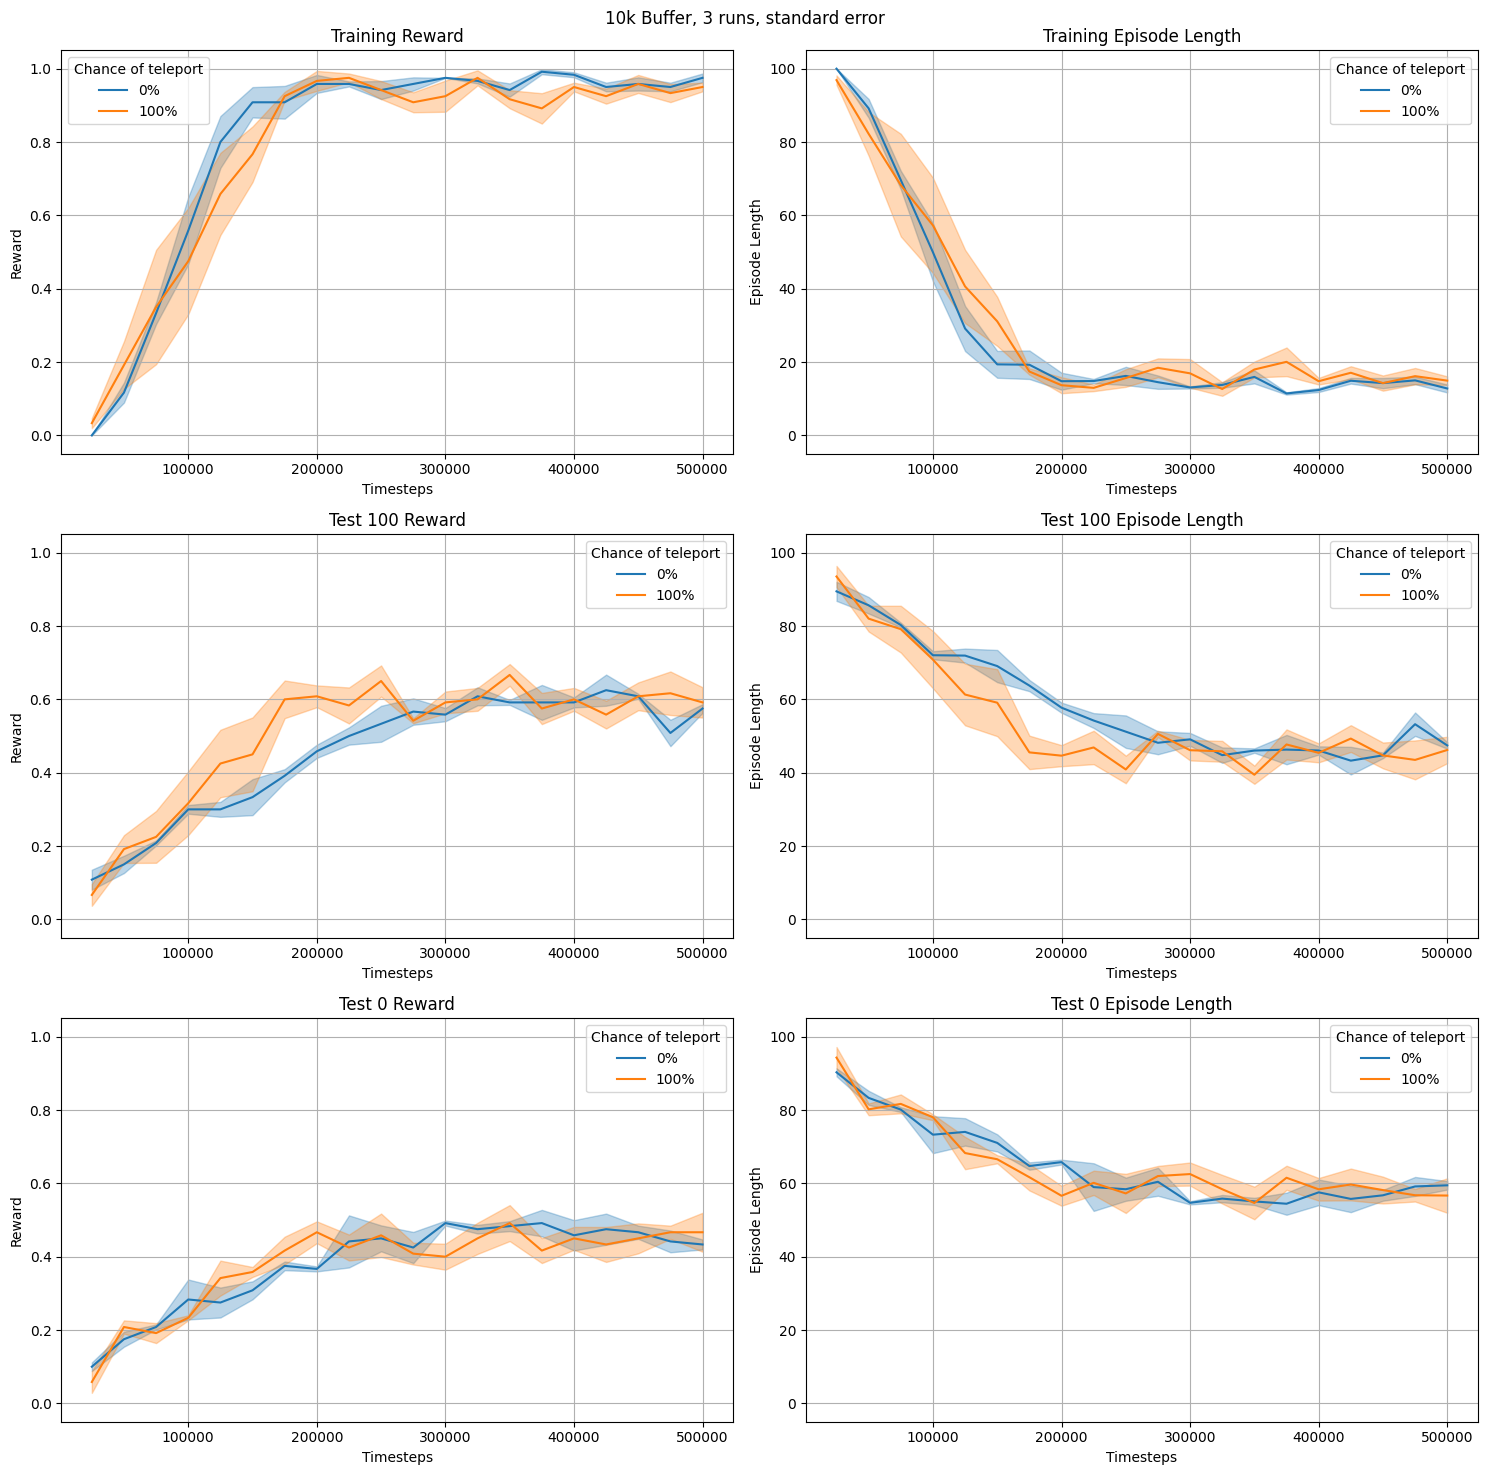 10k Buffer, 3 runs, standard error
Training Reward
Chance of teleport
0%
100%
1.0
0.8
0.6
0.4
0.2
0.0
Reward
100000 200000 300000 400000 500000
Timesteps
Training Episode Length
Chance of teleport
0%
100%
100
80
60
40
20
0
Episode Length
100000 200000 300000 400000 500000
Timesteps
Test 100 Reward
Chance of teleport
0%
100%
1.0
0.8
0.6
0.4
0.2
0.0
Reward
100000 200000 300000 400000 500000
Timesteps
Test 100 Episode Length
Chance of teleport
0%
100%
100
80
60
40
20
0
Episode Length
100000 200000 300000 400000 500000
Timesteps
Test 0 Reward
Chance of teleport
0%
100%
1.0
0.8
0.6
0.4
0.2
0.0
Reward
100000 200000 300000 400000 500000
Timesteps
Test 0 Episode Length
Chance of teleport
0%
100%
100
80
60
40
20
0
Episode Length
100000 200000 300000 400000 500000
Timesteps